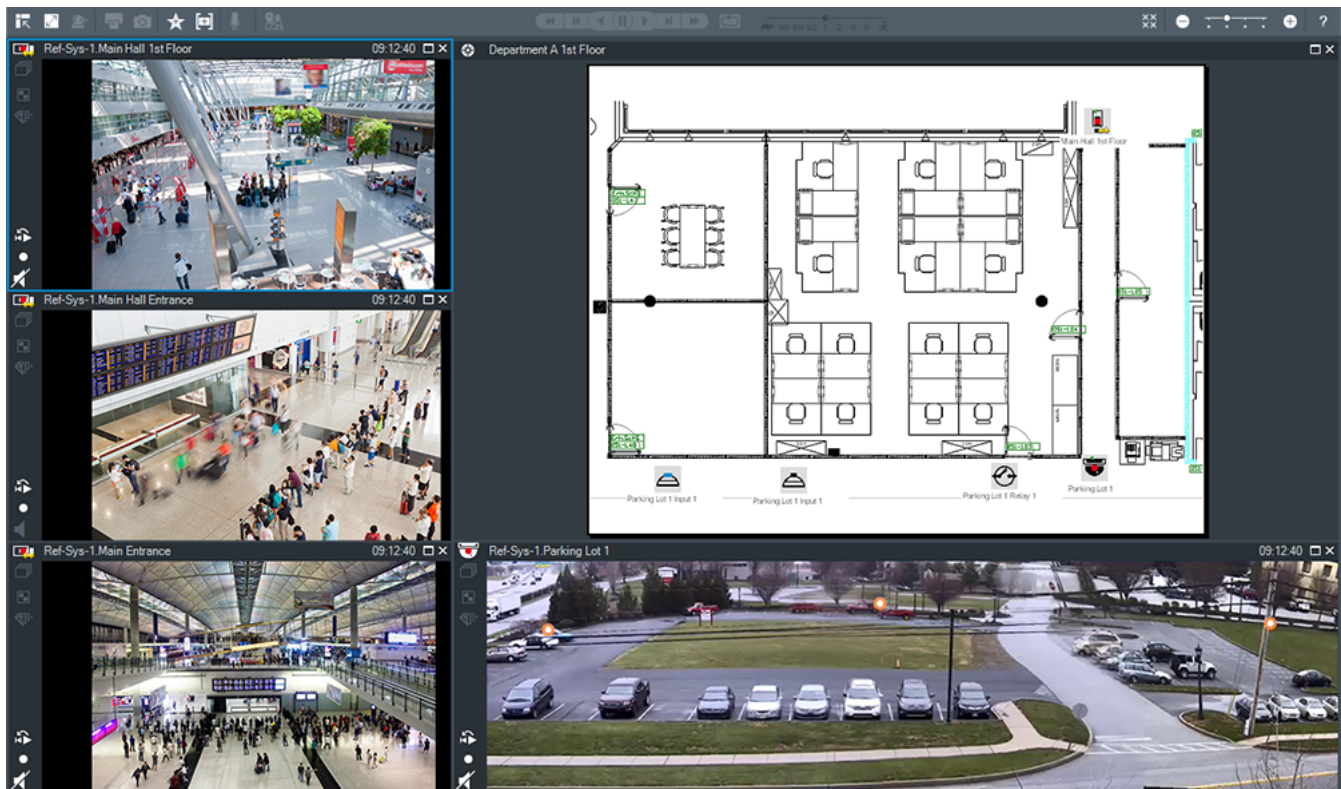 ?
Ref-Sys-1.Main Hall 1st Floor 09:12:40
Department A 1st Floor
Main Hall 1st Floor
Ref-Sys-1.Main Hall Entrance 09:12:40
Parking Lot 1 Input 1
Parking Lot 1 Input 1
Parking Lot 1 Relay 1
Parking Lot 1
Ref-Sys-1.Main Entrance 09:12:40
Ref-Sys-1.Parking Lot 1 09:12:40